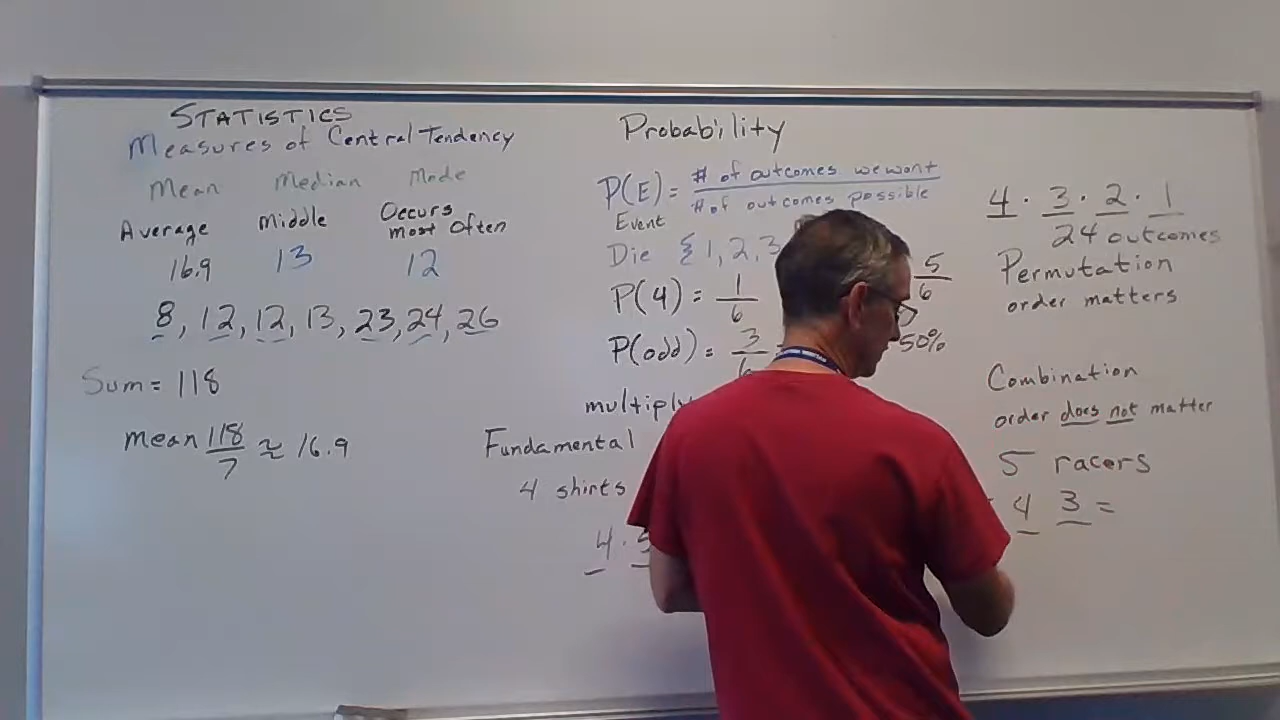 STATISTICS
Measures of Central Tendency
Mean Median Mode
Average Middle Occurs most Often
16.9 13 12
8, 12, 12, 13, 23, 24, 26
Sum = 118
mean 118/7 ≈ 16.9
Probability
P(E) = # of outcomes we want / # of outcomes possible
Event
Die {1, 2, 3
P(4) = 1/6
5/6
P(odd) = 3/6
50%
multiply
Fundamental
4 shirts
4 ·
4 · 3 · 2 · 1
24 outcomes
Permutation
order matters
Combination
order does not matter
5 racers
4 3 =